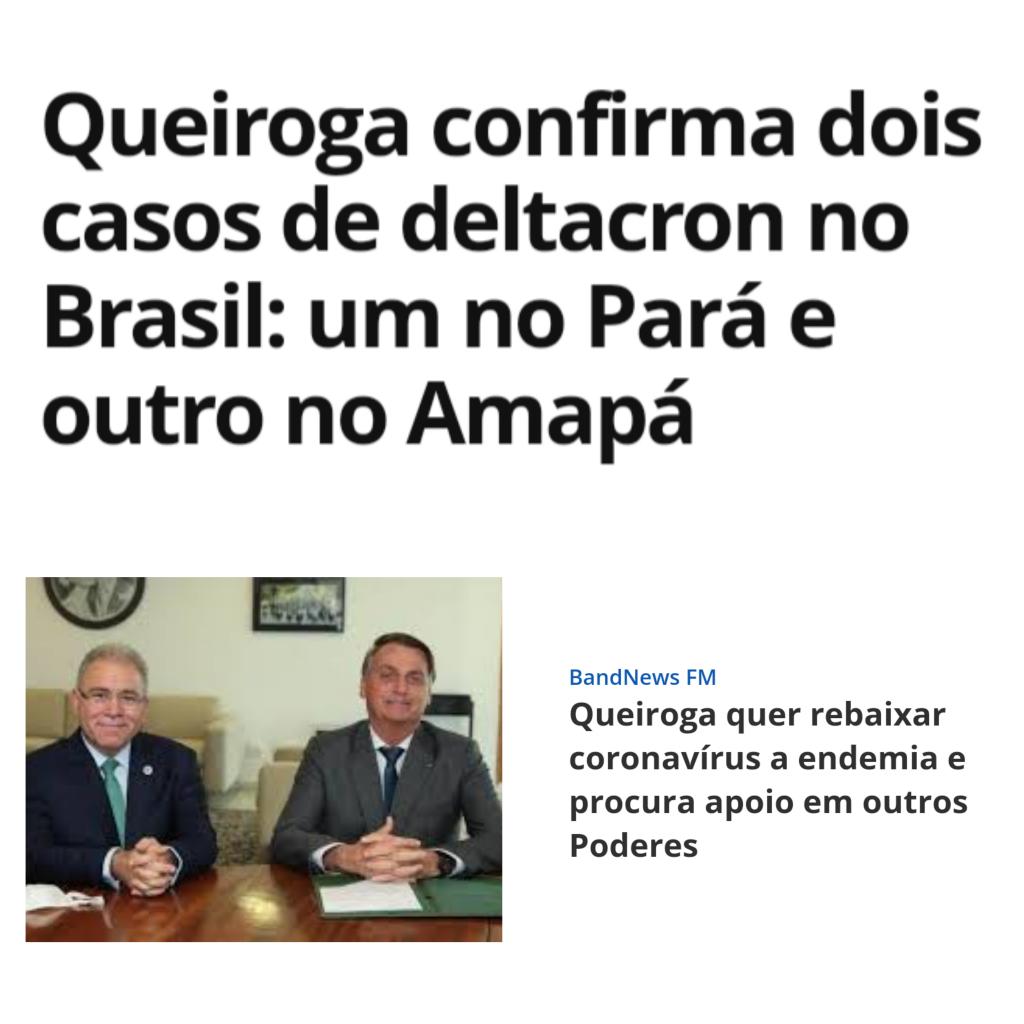 Queiroga confirma dois
casos de deltacron no
Brasil: um no Pará e
outro no Amapá
BandNews FM
Queiroga quer rebaixar
coronavírus a endemia e
procura apoio em outros
Poderes